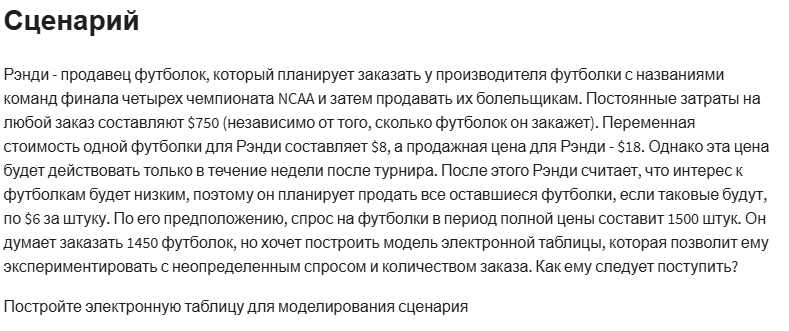 Сценарий
Рэнди - продавец футболок, который планирует заказать у производителя футболки с названиями
команд финала четырех чемпионата NCAA и затем продавать их болельщикам. Постоянные затраты на
любой заказ составляют $750 (независимо от того, сколько футболок он закажет). Переменная
стоимость одной футболки для Рэнди составляет $8, а продажная цена для Рэнди - $18. Однако эта цена
будет действовать только в течение недели после турнира. После этого Рэнди считает, что интерес к
футболкам будет низким, поэтому он планирует продать все оставшиеся футболки, если таковые будут,
по $6 за штуку. По его предположению, спрос на футболки в период полной цены составит 1500 штук. Он
думает заказать 1450 футболок, но хочет построить модель электронной таблицы, которая позволит ему
экспериментировать с неопределенным спросом и количеством заказа. Как ему следует поступить?
Постройте электронную таблицу для моделирования сценария